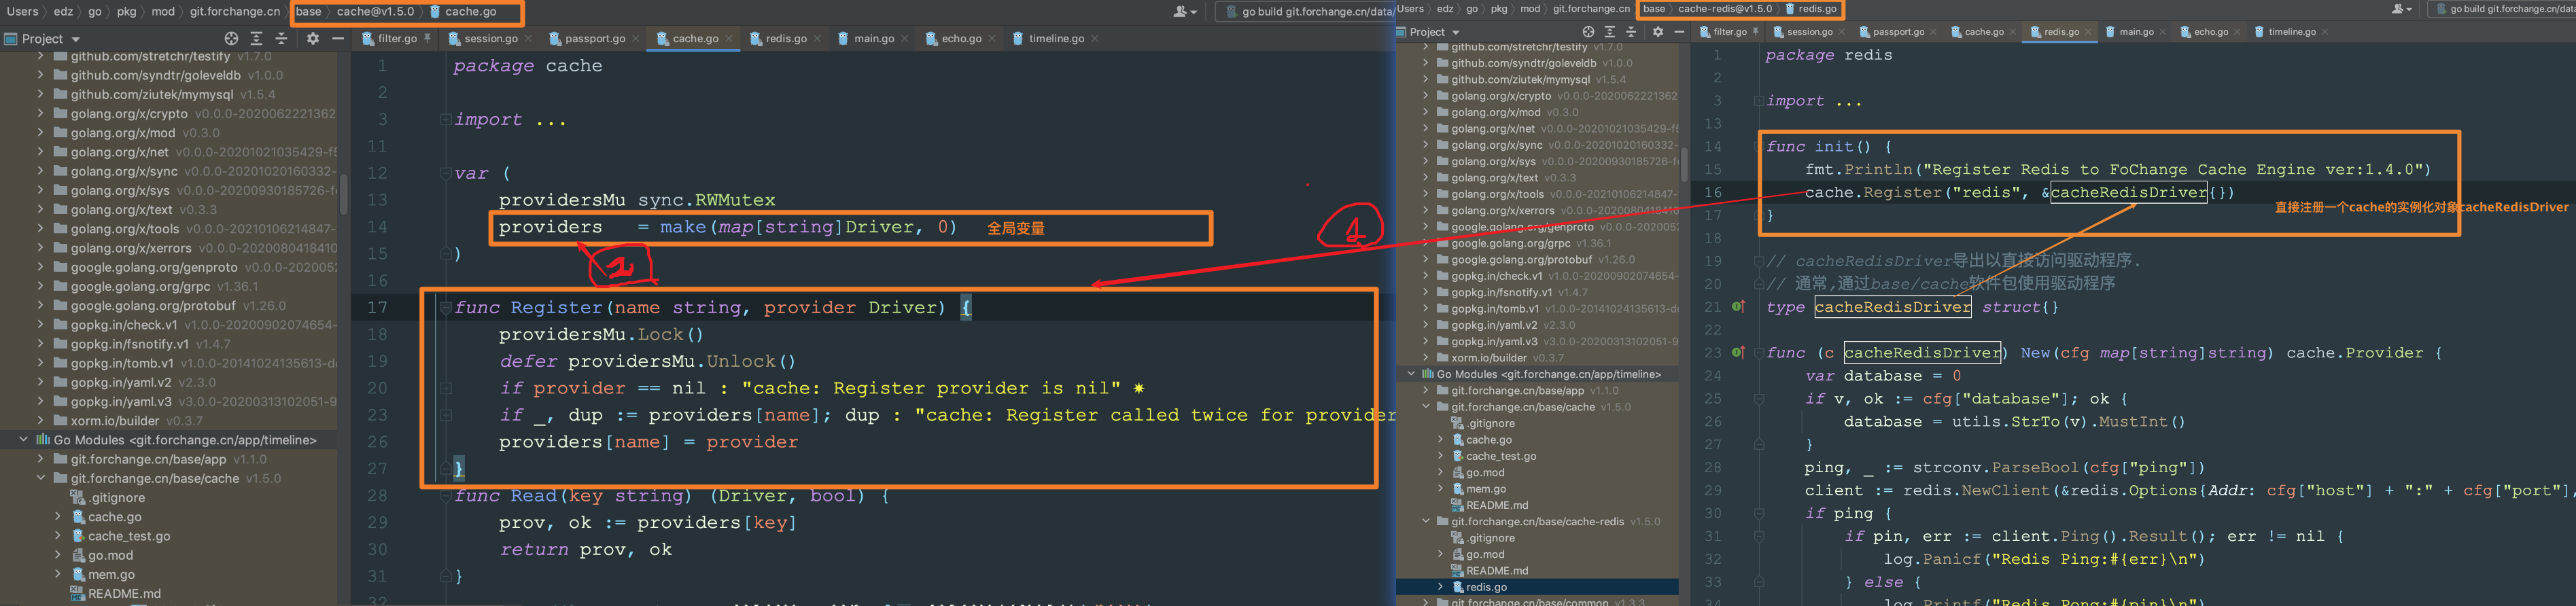 Users edz go pkg mod git.forchange.cn base cache@v1.5.0 cache.go
go build git.forchange.cn/data/
Project
filter.go session.go passport.go cache.go redis.go main.go echo.go timeline.go
github.com/stretchr/testify v1.7.0
github.com/syndtr/goleveldb v1.0.0
github.com/ziutek/mymysql v1.5.4
golang.org/x/crypto v0.0.0-2020062221362
golang.org/x/mod v0.3.0
golang.org/x/net v0.0.0-20201021035429-f5
golang.org/x/sync v0.0.0-20201020160332-
golang.org/x/sys v0.0.0-20200930185726-f
golang.org/x/text v0.3.3
golang.org/x/tools v0.0.0-20201016214847-
golang.org/x/xerrors v0.0.0-2020080418410
google.golang.org/genproto v0.0.0-2020052
google.golang.org/grpc v1.36.1
google.golang.org/protobuf v1.26.0
gopkg.in/check.v1 v1.0.0-20200902074654-
gopkg.in/fsnotify.v1 v1.4.7
gopkg.in/tomb.v1 v1.0.0-20141024135613-d
gopkg.in/yaml.v2 v2.3.0
gopkg.in/yaml.v3 v3.0.0-20200313102051-9
xorm.io/builder v0.3.7
Go Modules <git.forchange.cn/app/timeline>
git.forchange.cn/base/app v1.1.0
git.forchange.cn/base/cache v1.5.0
.gitignore
cache.go
cache_test.go
go.mod
mem.go
README.md
1 package cache
2
3 import ...
11
12 var (
13 providersMu sync.RWMutex
14 providers = make(map[string]Driver, 0) 全局变量
15 )
16
17 func Register(name string, provider Driver) {
18 providersMu.Lock()
19 defer providersMu.Unlock()
20 if provider == nil : "cache: Register provider is nil"
23 if _, dup := providers[name]; dup : "cache: Register called twice for provider
26 providers[name] = provider
27 }
28 func Read(key string) (Driver, bool) {
29 prov, ok := providers[key]
30 return prov, ok
31 }
32
1
2
Users edz go pkg mod git.forchange.cn base cache-redis@v1.5.0 redis.go
go build git.forchange.cn/data
Project
filter.go session.go passport.go cache.go redis.go main.go echo.go timeline.go
github.com/stretchr/testify v1.7.0
github.com/syndtr/goleveldb v1.0.0
github.com/ziutek/mymysql v1.5.4
golang.org/x/crypto v0.0.0-2020062221362
golang.org/x/mod v0.3.0
golang.org/x/net v0.0.0-20201021035429-f5
golang.org/x/sync v0.0.0-20201020160332-
golang.org/x/sys v0.0.0-20200930185726-f
golang.org/x/text v0.3.3
golang.org/x/tools v0.0.0-20201016214847-
golang.org/x/xerrors v0.0.0-2020080418410
google.golang.org/genproto v0.0.0-2020052
google.golang.org/grpc v1.36.1
google.golang.org/protobuf v1.26.0
gopkg.in/check.v1 v1.0.0-20200902074654-
gopkg.in/fsnotify.v1 v1.4.7
gopkg.in/tomb.v1 v1.0.0-20141024135613-d
gopkg.in/yaml.v2 v2.3.0
gopkg.in/yaml.v3 v3.0.0-20200313102051-9
xorm.io/builder v0.3.7
Go Modules <git.forchange.cn/app/timeline>
git.forchange.cn/base/app v1.1.0
git.forchange.cn/base/cache v1.5.0
.gitignore
cache.go
cache_test.go
go.mod
mem.go
README.md
git.forchange.cn/base/cache-redis v1.5.0
.gitignore
go.mod
README.md
redis.go
git.forchange.cn/base/common v1.3.3
1 package redis
2
3 import ...
13
14 func init() {
15 fmt.Println("Register Redis to FoChange Cache Engine ver:1.4.0")
16 cache.Register("redis", &cacheRedisDriver{})
17 }
直接注册一个cache的实例化对象cacheRedisDriver
18
19 // cacheRedisDriver导出以直接访问驱动程序.
20 // 通常,通过base/cache软件包使用驱动程序
21 type cacheRedisDriver struct{}
22
23 func (c cacheRedisDriver) New(cfg map[string]string) cache.Provider {
24 var database = 0
25 if v, ok := cfg["database"]; ok {
26 database = utils.StrTo(v).MustInt()
27 }
28 ping, _ := strconv.ParseBool(cfg["ping"])
29 client := redis.NewClient(&redis.Options{Addr: cfg["host"] + ":" + cfg["port"],
30 if ping {
31 if pin, err := client.Ping().Result(); err != nil {
32 log.Panicf("Redis Ping:#{err}\n")
33 } else {
34 log.Printf("Redis Pong:#{pin}\n")